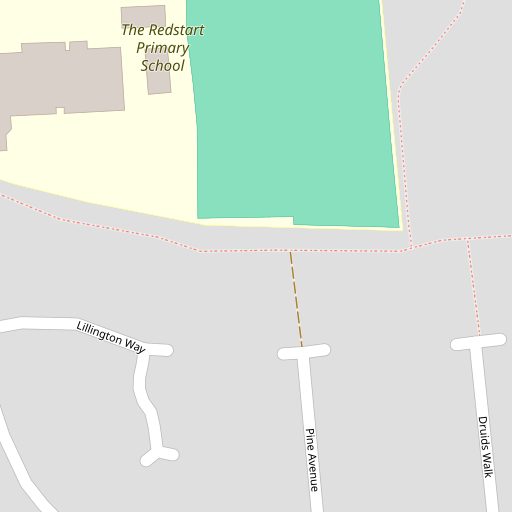 The Redstart
Primary
School
Lillington Way
Pine Avenue
Druids Walk